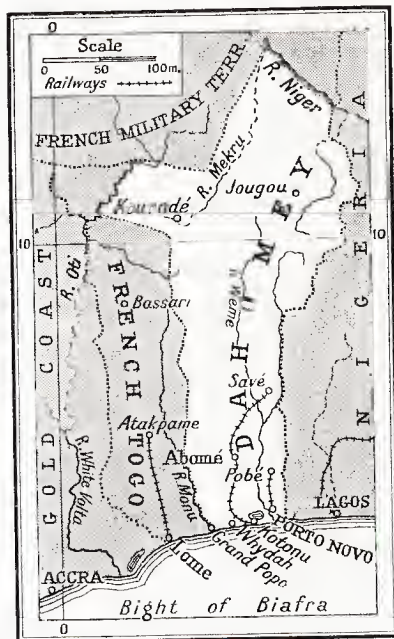 0
Scale
0 50 100m.
Railways
FRENCH MILITARY TERR.
R. Niger
R. Mekru
Jougou
Kouradé
10
10
GOLD COAST
R. Oti
FRENCH TOGO
Bassari
DAHOMEY
R. Weme
NIGERIA
Savé
Atakpame
Abomé
Pobé
R. White Volta
R. Monu
LAGOS
PORTO NOVO
Kotonu
Whydah
Grand Popo
Lome
ACCRA
Bight of Biafra
0